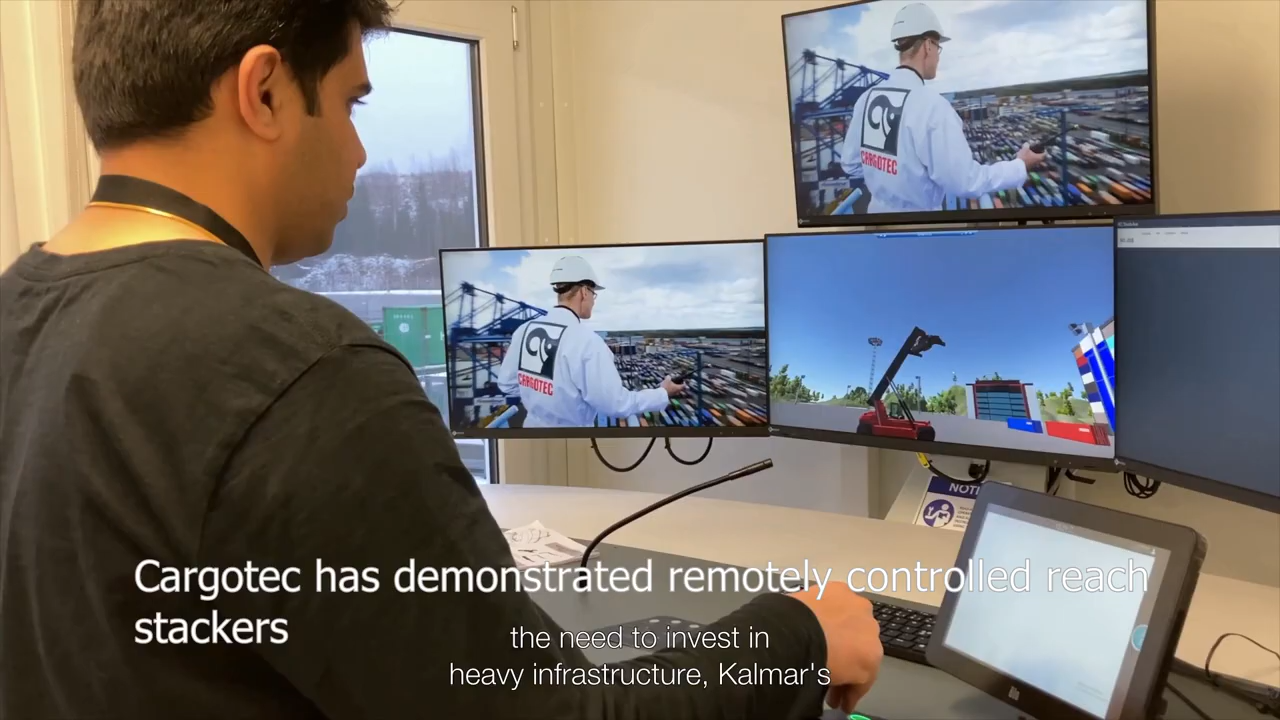 CARGOTEC
CARGOTEC
NOTI
Cargotec has demonstrated remotely controlled reach
stackers
the need to invest in
heavy infrastructure, Kalmar's